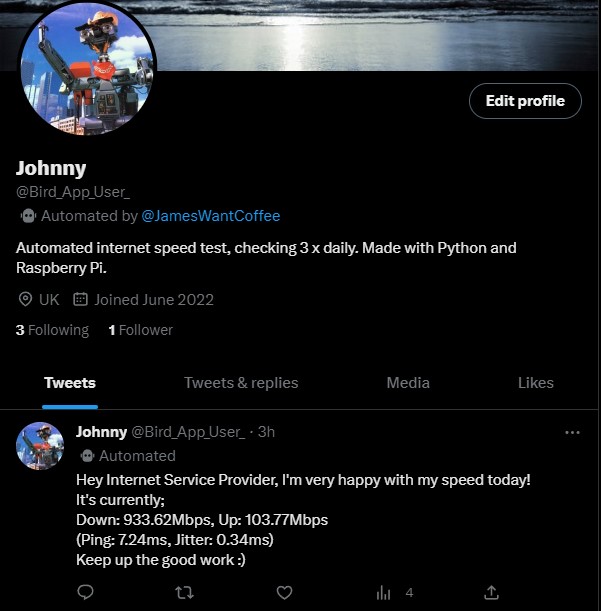 Edit profile
Johnny
@Bird_App_User_
Automated by @JamesWantCoffee
Automated internet speed test, checking 3 x daily. Made with Python and
Raspberry Pi.
UK Joined June 2022
3 Following 1 Follower
Tweets Tweets & replies Media Likes
Johnny @Bird_App_User_ · 3h
Automated
Hey Internet Service Provider, I'm very happy with my speed today!
It's currently;
Down: 933.62Mbps, Up: 103.77Mbps
(Ping: 7.24ms, Jitter: 0.34ms)
Keep up the good work :)
4